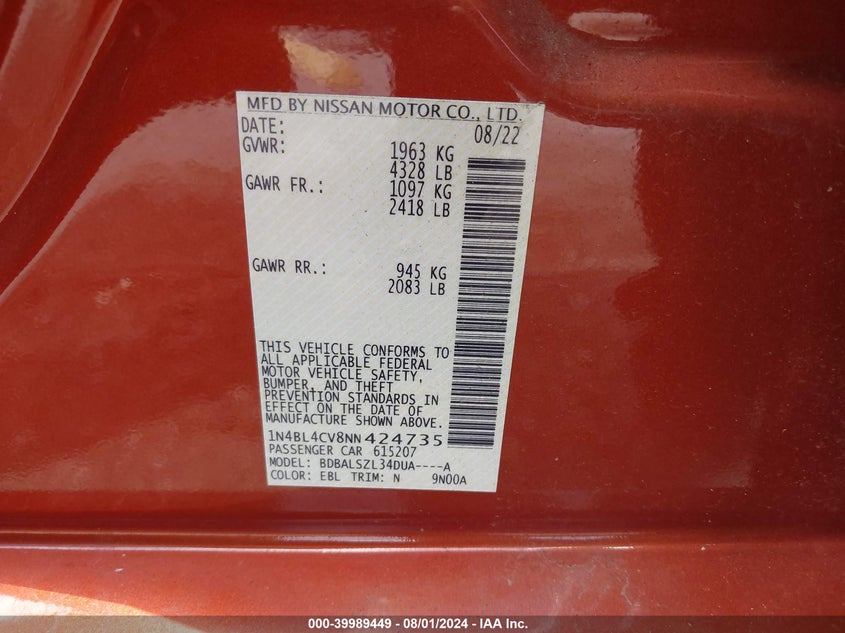 MFD BY NISSAN MOTOR CO., LTD.
DATE: 08/22
GVWR: 1963 KG
4328 LB
GAWR FR.: 1097 KG
2418 LB
GAWR RR.: 945 KG
2083 LB
THIS VEHICLE CONFORMS TO
ALL APPLICABLE FEDERAL
MOTOR VEHICLE SAFETY,
BUMPER, AND THEFT
PREVENTION STANDARDS IN
EFFECT ON THE DATE OF
MANUFACTURE SHOWN ABOVE.
1N4BL4CV8NN424735
PASSENGER CAR 615207
MODEL: BDBALSZL34DUA----A
COLOR: EBL TRIM: N 9N00A
000-39989449 - 08/01/2024 - IAA Inc.